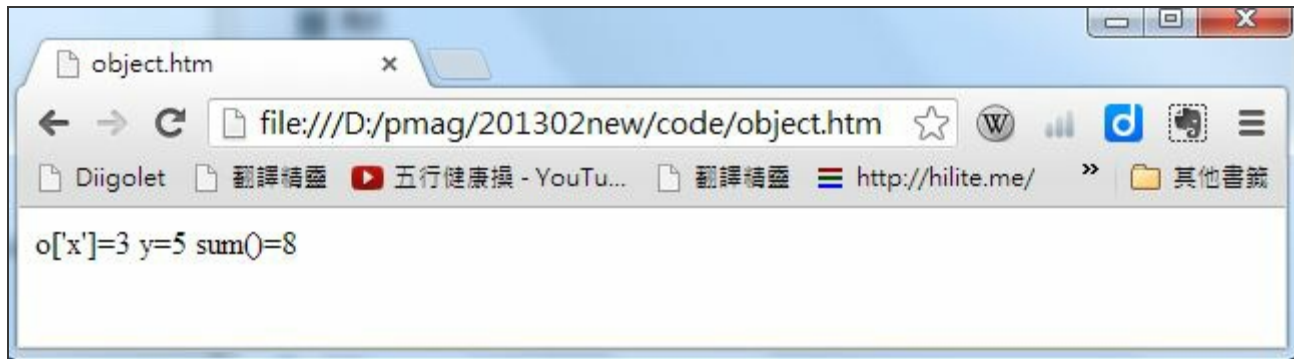 object.htm
file:///D:/pmag/201302new/code/object.htm
Diigolet 翻譯精靈 五行健康操 - YouTu... 翻譯精靈 http://hilite.me/ » 其他書籤
o['x']=3 y=5 sum()=8